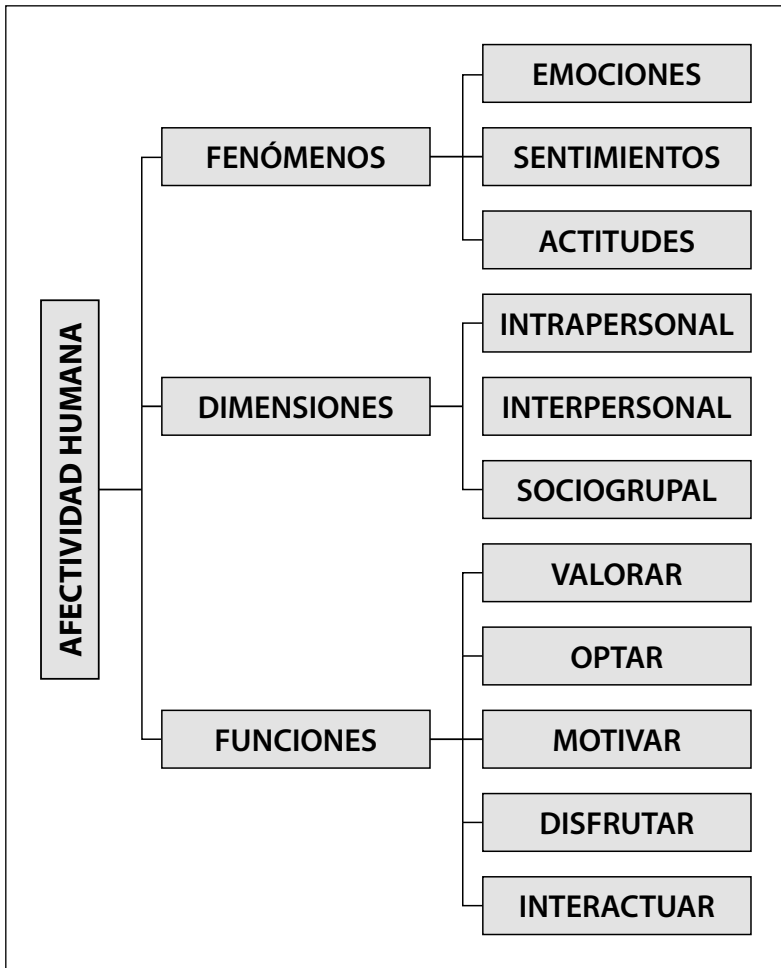 AFECTIVIDAD HUMANA
FENÓMENOS
EMOCIONES
SENTIMIENTOS
ACTITUDES
DIMENSIONES
INTRAPERSONAL
INTERPERSONAL
SOCIOGRUPAL
FUNCIONES
VALORAR
OPTAR
MOTIVAR
DISFRUTAR
INTERACTUAR